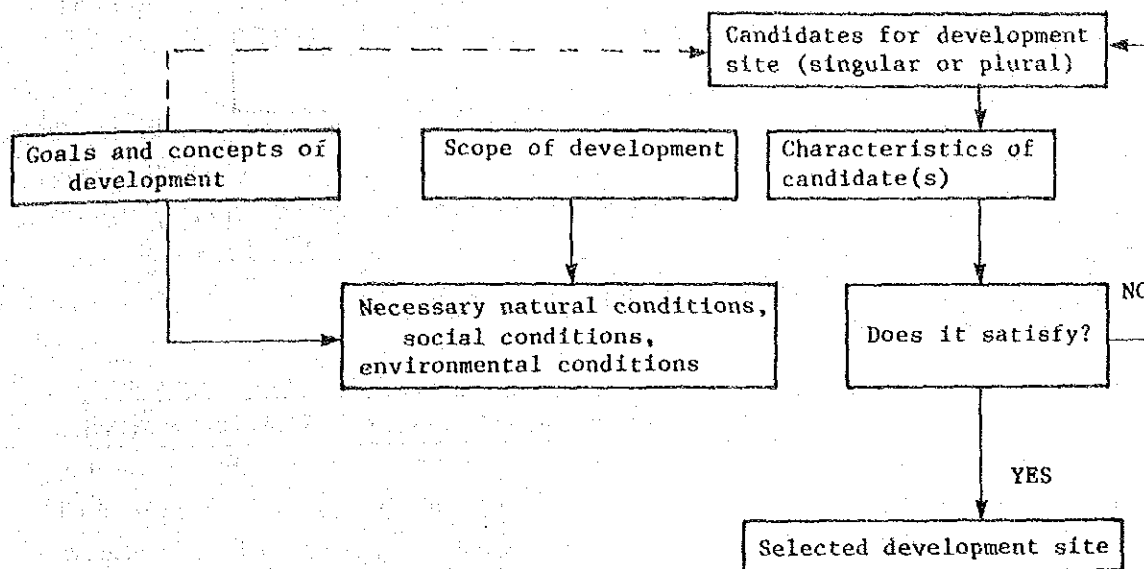 Candidates for development
site (singular or plural)
Goals and concepts of
development
Scope of development
Characteristics of
candidate(s)
Necessary natural conditions,
social conditions,
environmental conditions
Does it satisfy?
NO
YES
Selected development site